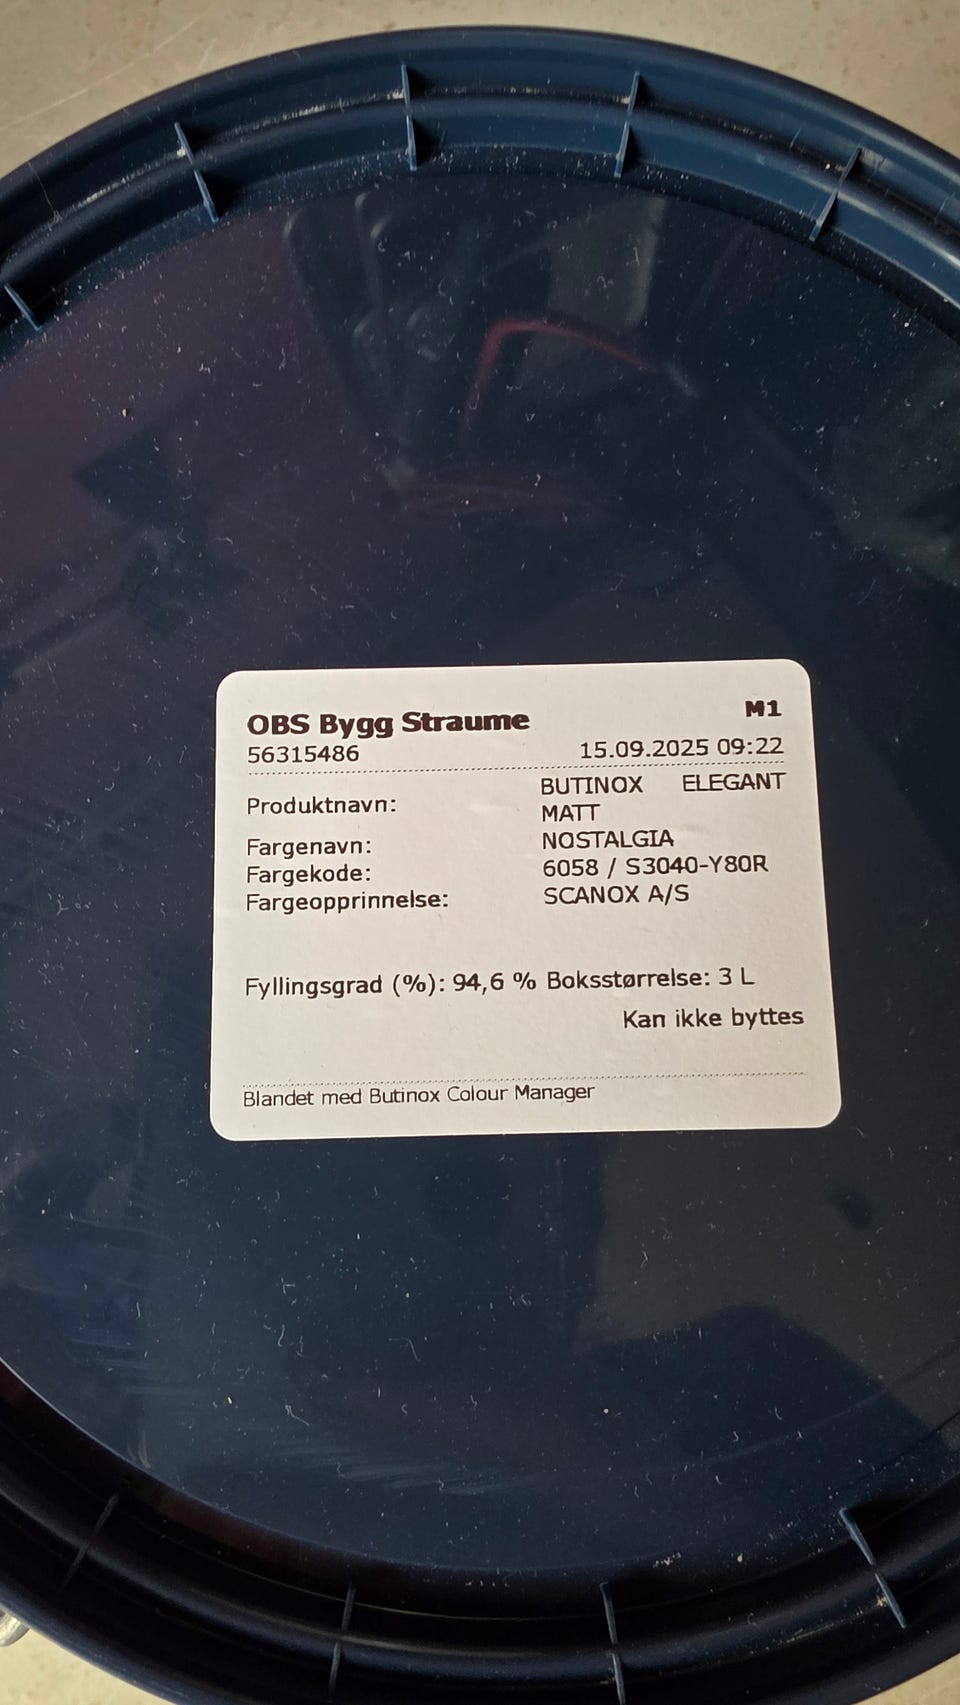 OBS Bygg Straume M1
56315486 15.09.2025 09:22
Produktnavn: BUTINOX ELEGANT
MATT
Fargenavn: NOSTALGIA
Fargekode: 6058 / S3040-Y80R
Fargeopprinnelse: SCANOX A/S
Fyllingsgrad (%): 94,6 % Boksstørrelse: 3 L
Kan ikke byttes
Blandet med Butinox Colour Manager